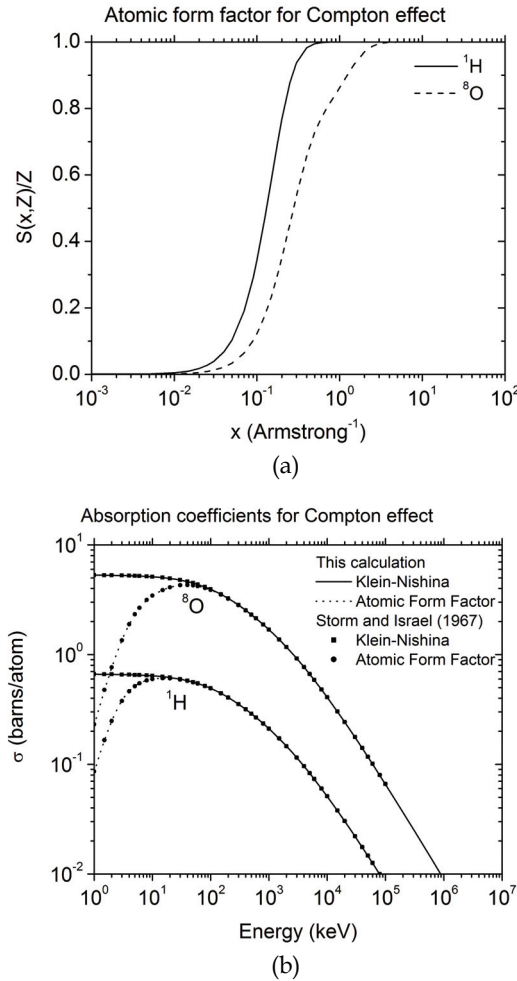 Atomic form factor for Compton effect
1.0
0.8
0.6
0.4
0.2
0.0
S(x,Z)/Z
¹H
⁸O
10⁻³
10⁻²
10⁻¹
10⁰
10¹
10²
x (Armstrong⁻¹)
(a)
Absorption coefficients for Compton effect
10¹
10⁰
10⁻¹
10⁻²
σ (barns/atom)
This calculation
Klein-Nishina
Atomic Form Factor
Storm and Israel (1967)
Klein-Nishina
Atomic Form Factor
⁸O
¹H
10⁰
10¹
10²
10³
10⁴
10⁵
10⁶
10⁷
Energy (keV)
(b)